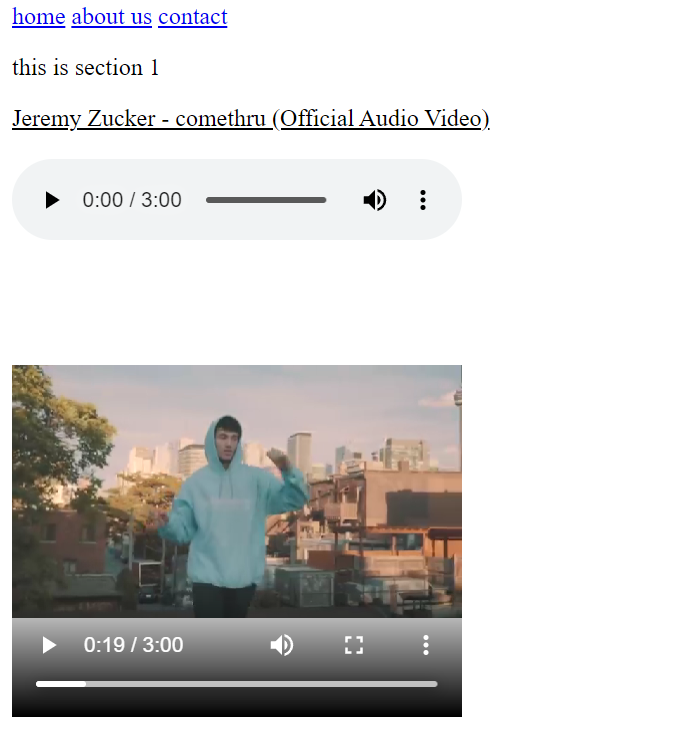 home about us contact
this is section 1
Jeremy Zucker - comethru (Official Audio Video)
0:00 / 3:00
0:19 / 3:00